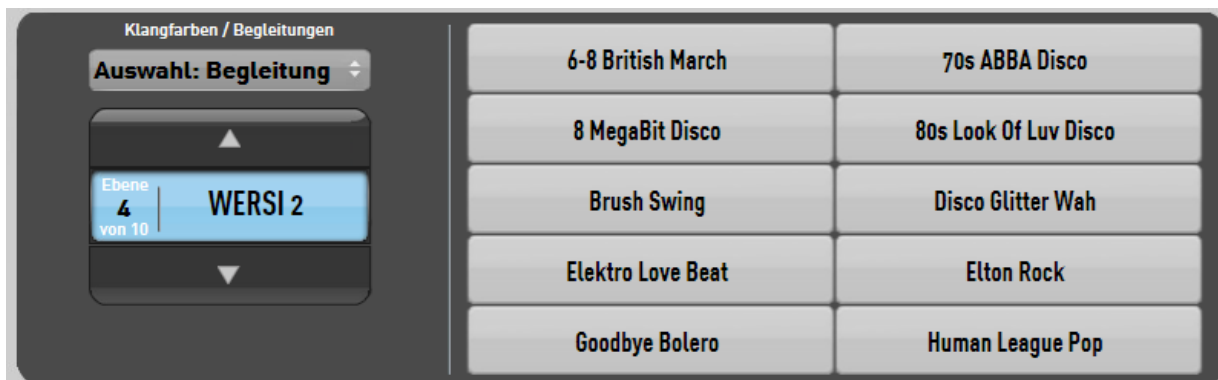 Klangfarben / Begleitungen
Auswahl: Begleitung
Ebene
4
von 10
WERSI 2
6-8 British March
70s ABBA Disco
8 MegaBit Disco
80s Look Of Luv Disco
Brush Swing
Disco Glitter Wah
Elektro Love Beat
Elton Rock
Goodbye Bolero
Human League Pop